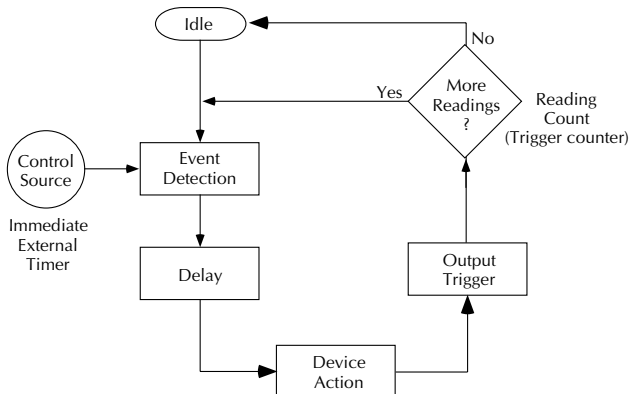 Idle
No
More
Readings
?
Yes
Reading
Count
(Trigger counter)
Control
Source
Event
Detection
Immediate
External
Timer
Delay
Output
Trigger
Device
Action